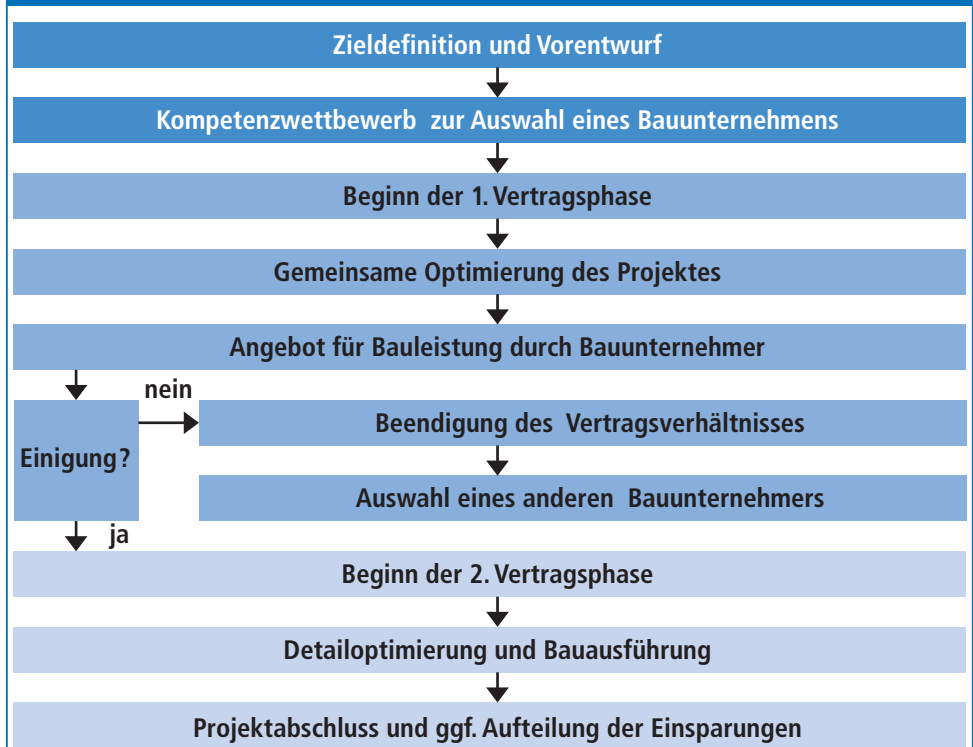 Zieldefinition und Vorentwurf
Kompetenzwettbewerb zur Auswahl eines Bauunternehmens
Beginn der 1. Vertragsphase
Gemeinsame Optimierung des Projektes
Angebot für Bauleistung durch Bauunternehmer
nein
Beendigung des Vertragsverhältnisses
Einigung?
Auswahl eines anderen Bauunternehmers
ja
Beginn der 2. Vertragsphase
Detailoptimierung und Bauausführung
Projektabschluss und ggf. Aufteilung der Einsparungen